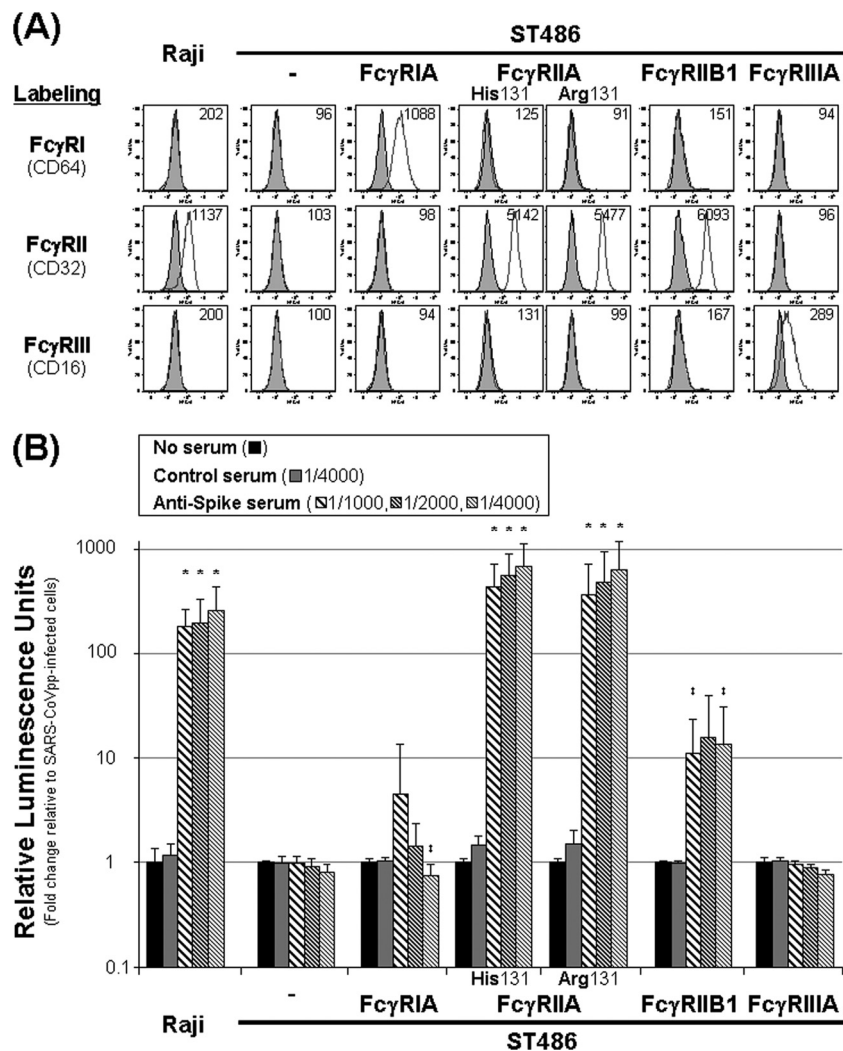 (A)
ST486
Raji
- FcγRIA FcγRIIA FcγRIIB1 FcγRIIIA
Labeling
His131 Arg131
FcγRI
(CD64)
202 96 1088 125 91 151 94
FcγRII
(CD32)
1137 103 98 5142 5477 6093 96
FcγRIII
(CD16)
200 100 94 131 99 167 289
(B)
No serum (■)
Control serum (■1/4000)
Anti-Spike serum (1/1000, 1/2000, 1/4000)
Relative Luminescence Units
(Fold change relative to SARS-CoVpp-infected cells)
1000
100
10
1
0.1
* * *
* * *
* * *
‡
‡ ‡
His131 Arg131
- FcγRIA FcγRIIA FcγRIIB1 FcγRIIIA
Raji
ST486